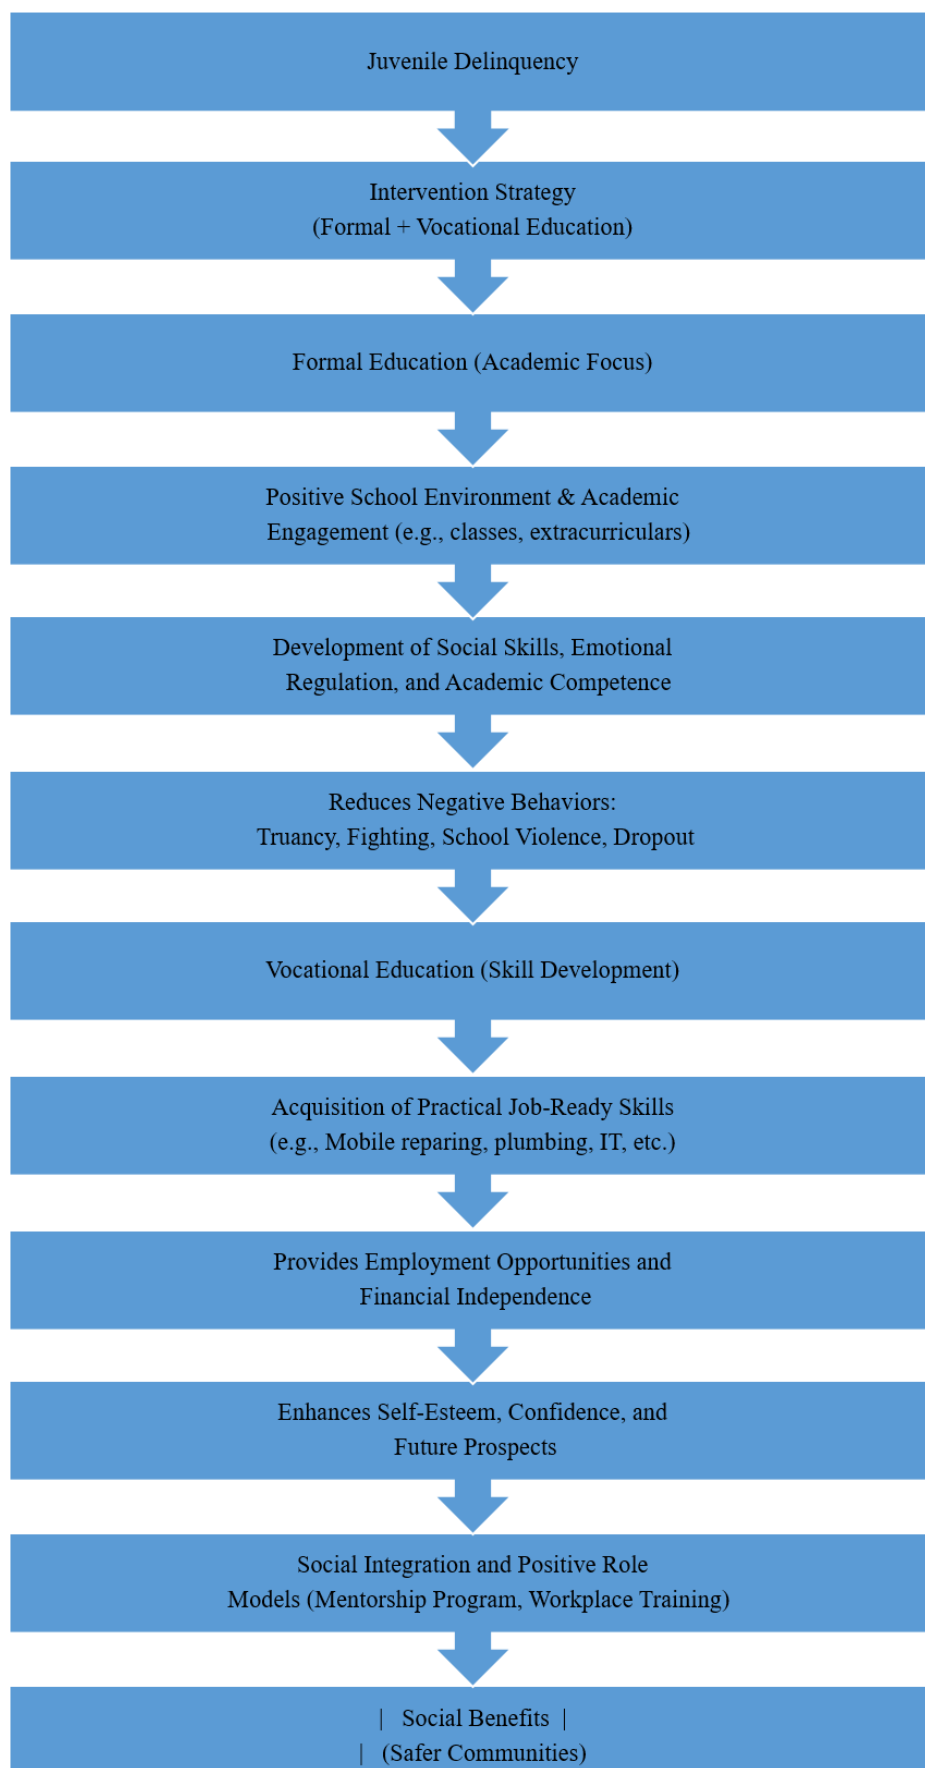 Juvenile Delinquency
Intervention Strategy
(Formal + Vocational Education)
Formal Education (Academic Focus)
Positive School Environment & Academic
Engagement (e.g., classes, extracurriculars)
Development of Social Skills, Emotional
Regulation, and Academic Competence
Reduces Negative Behaviors:
Truancy, Fighting, School Violence, Dropout
Vocational Education (Skill Development)
Acquisition of Practical Job-Ready Skills
(e.g., Mobile reparing, plumbing, IT, etc.)
Provides Employment Opportunities and
Financial Independence
Enhances Self-Esteem, Confidence, and
Future Prospects
Social Integration and Positive Role
Models (Mentorship Program, Workplace Training)
| Social Benefits |
| (Safer Communities)